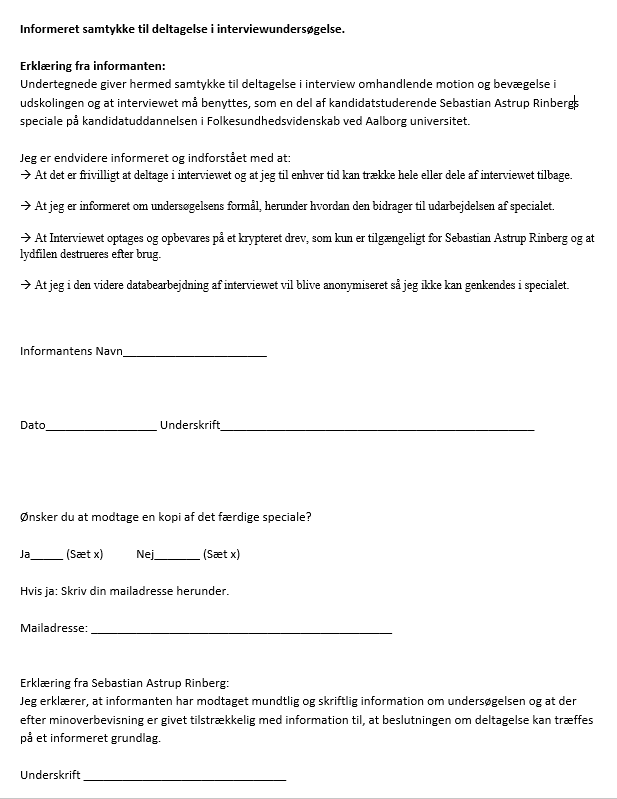 Informeret samtykke til deltagelse i interviewundersøgelse.
Erklæring fra informanten:
Undertegnede giver hermed samtykke til deltagelse i interview omhandlende motion og bevægelse i
udskolingen og at interviewet må benyttes, som en del af kandidatstuderende Sebastian Astrup Rinbergs
speciale på kandidatuddannelsen i Folkesundhedsvidenskab ved Aalborg universitet.
Jeg er endvidere informeret og indforstået med at:
→ At det er frivilligt at deltage i interviewet og at jeg til enhver tid kan trække hele eller dele af interviewet tilbage.
→ At jeg er informeret om undersøgelsens formål, herunder hvordan den bidrager til udarbejdelsen af specialet.
→ At Interviewet optages og opbevares på et krypteret drev, som kun er tilgængeligt for Sebastian Astrup Rinberg og at
lydfilen destrueres efter brug.
→ At jeg i den videre databearbejdning af interviewet vil blive anonymiseret så jeg ikke kan genkendes i specialet.
Informantens Navn______________________
Dato_________________ Underskrift________________________________________________
Ønsker du at modtage en kopi af det færdige speciale?
Ja_____ (Sæt x) Nej_______ (Sæt x)
Hvis ja: Skriv din mailadresse herunder.
Mailadresse: ______________________________________________
Erklæring fra Sebastian Astrup Rinberg:
Jeg erklærer, at informanten har modtaget mundtlig og skriftlig information om undersøgelsen og at der
efter minoverbevisning er givet tilstrækkelig med information til, at beslutningen om deltagelse kan træffes
på et informeret grundlag.
Underskrift _______________________________